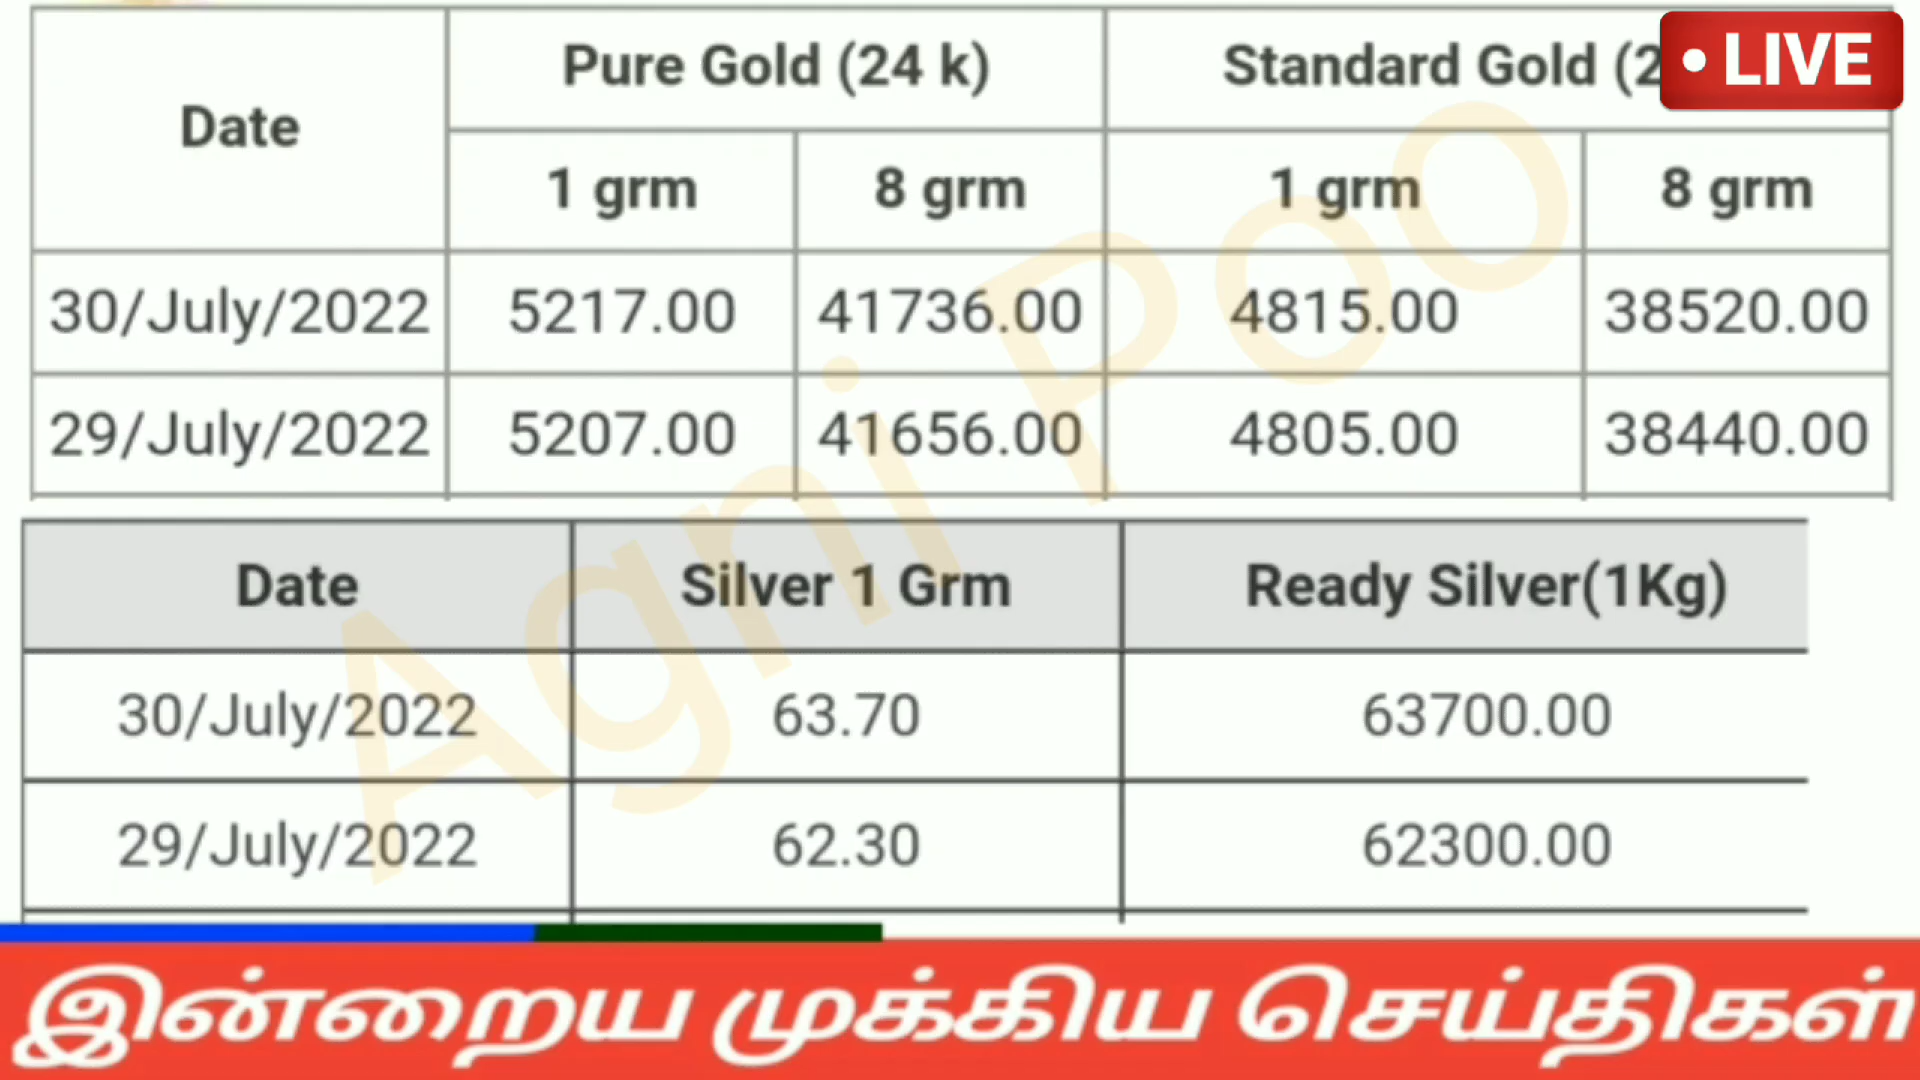 Date Pure Gold (24 k) Standard Gold (2
1 grm 8 grm 1 grm 8 grm
30/July/2022 5217.00 41736.00 4815.00 38520.00
29/July/2022 5207.00 41656.00 4805.00 38440.00
Date Silver 1 Grm Ready Silver(1Kg)
30/July/2022 63.70 63700.00
29/July/2022 62.30 62300.00
• LIVE
Agni Poo
இன்றைய முக்கிய செய்திகள்